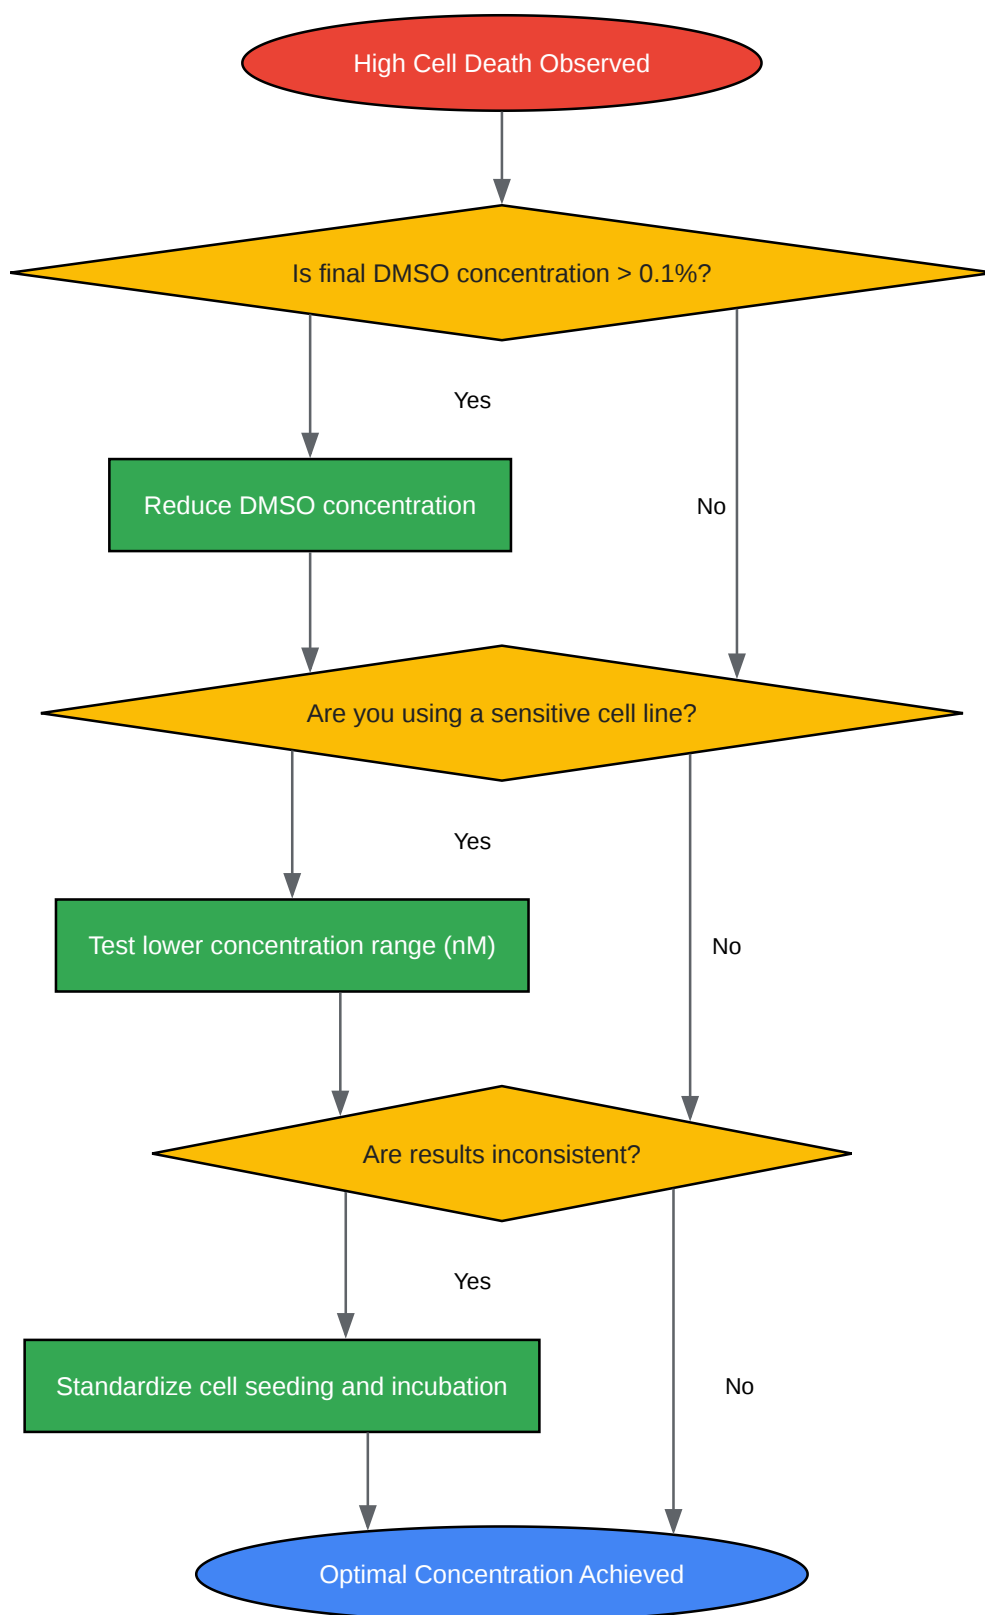 High Cell Death Observed
Is final DMSO concentration > 0.1%?
Yes
Reduce DMSO concentration
No
Are you using a sensitive cell line?
Yes
Test lower concentration range (nM)
No
Are results inconsistent?
Yes
Standardize cell seeding and incubation
No
Optimal Concentration Achieved